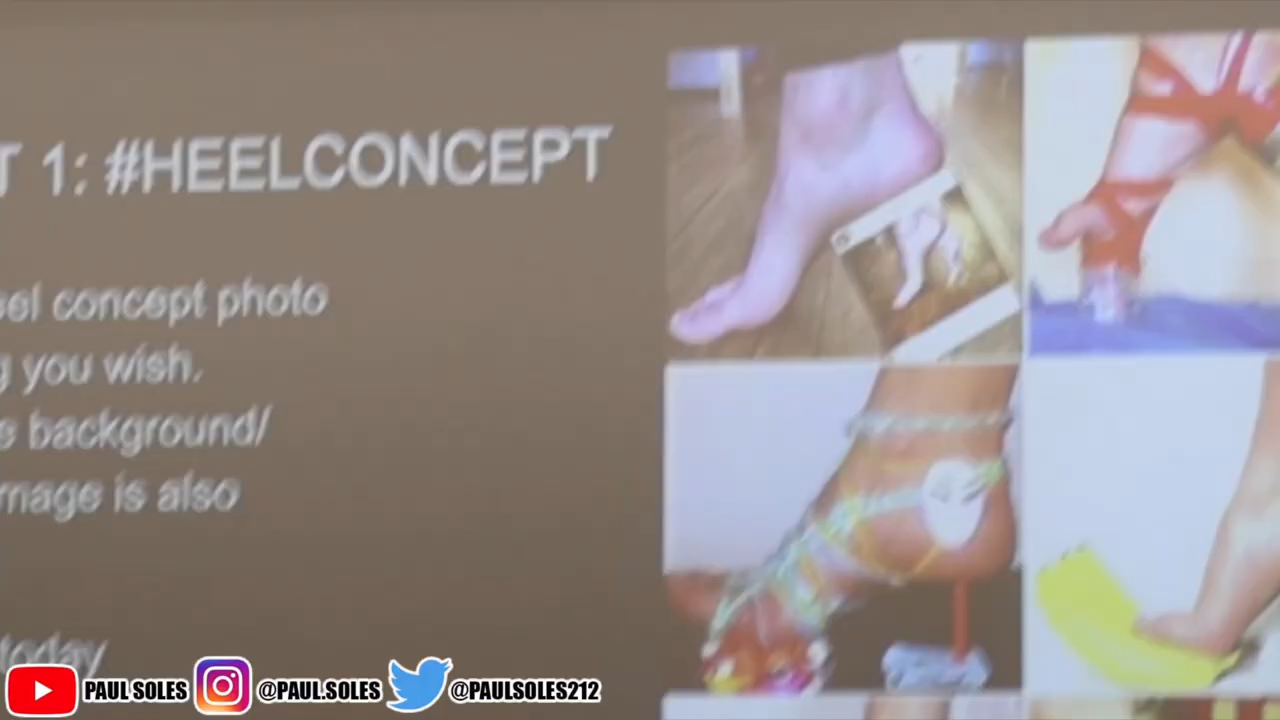 T 1: #HEELCONCEPT
eel concept photo
g you wish.
e background/
mage is also
today
PAUL SOLES @PAUL.SOLES @PAULSOLES212